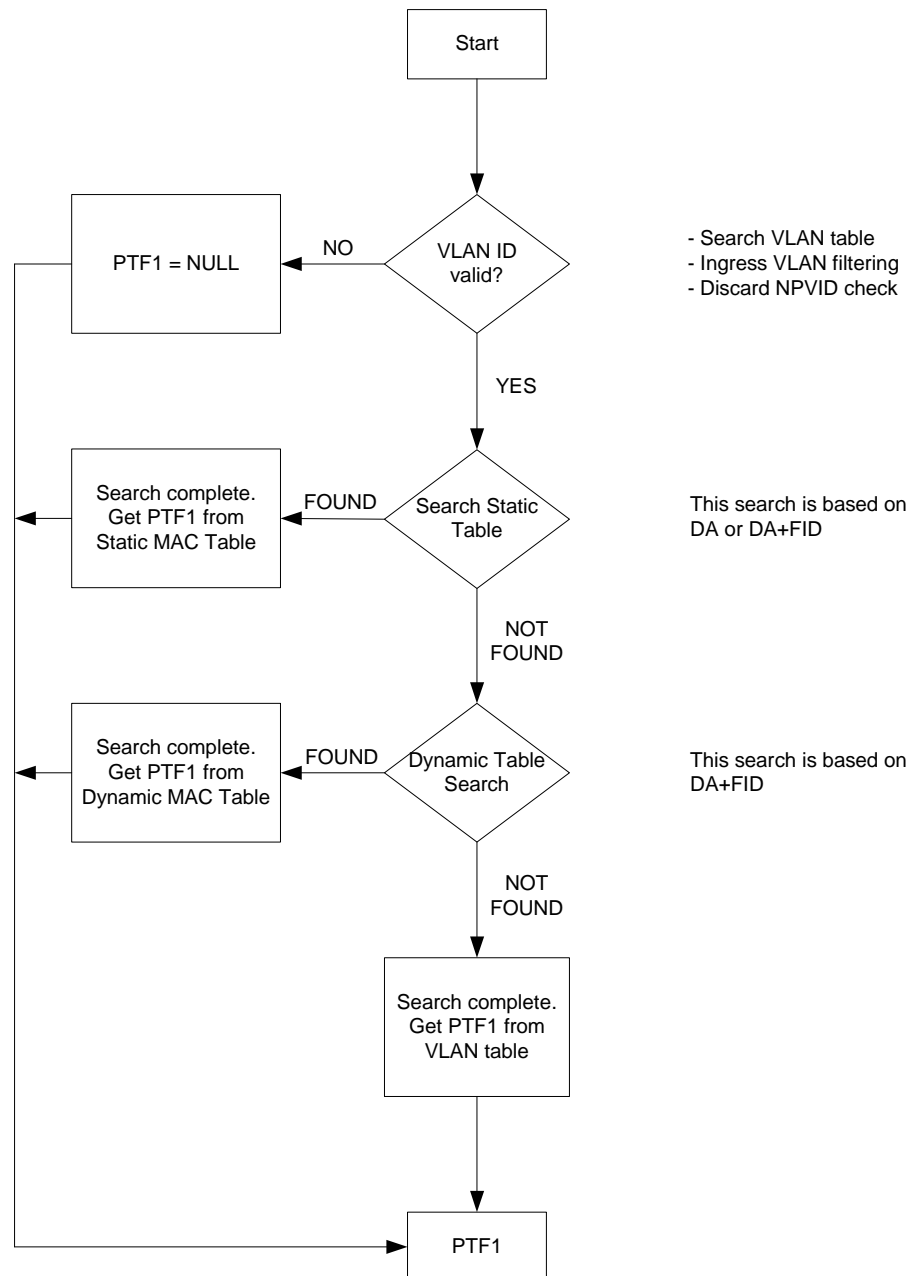 Start
VLAN ID
valid?
NO
PTF1 = NULL
- Search VLAN table
- Ingress VLAN filtering
- Discard NPVID check
YES
Search Static
Table
FOUND
Search complete.
Get PTF1 from
Static MAC Table
This search is based on
DA or DA+FID
NOT
FOUND
Dynamic Table
Search
FOUND
Search complete.
Get PTF1 from
Dynamic MAC Table
This search is based on
DA+FID
NOT
FOUND
Search complete.
Get PTF1 from
VLAN table
PTF1